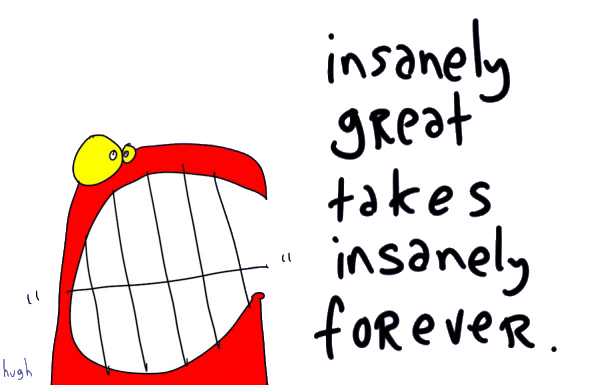 insanely
great
takes
insanely
forever.
hugh